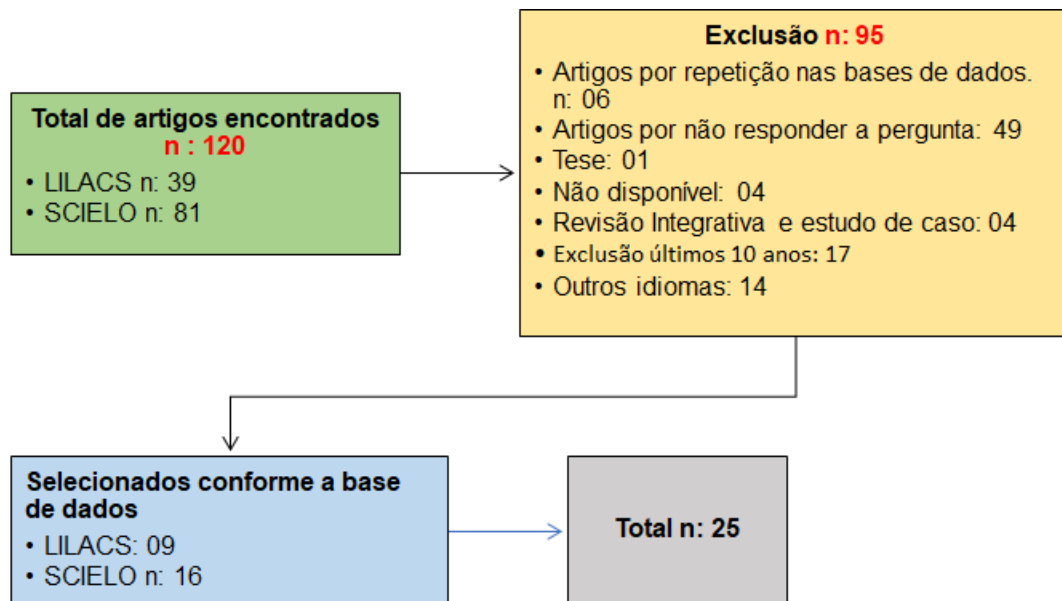 Total de artigos encontrados
n : 120
• LILACS n: 39
• SCIELO n: 81
Exclusão n: 95
• Artigos por repetição nas bases de dados.
n: 06
• Artigos por não responder a pergunta: 49
• Tese: 01
• Não disponível: 04
• Revisão Integrativa e estudo de caso: 04
• Exclusão últimos 10 anos: 17
• Outros idiomas: 14
Selecionados conforme a base
de dados
• LILACS: 09
• SCIELO n: 16
Total n: 25